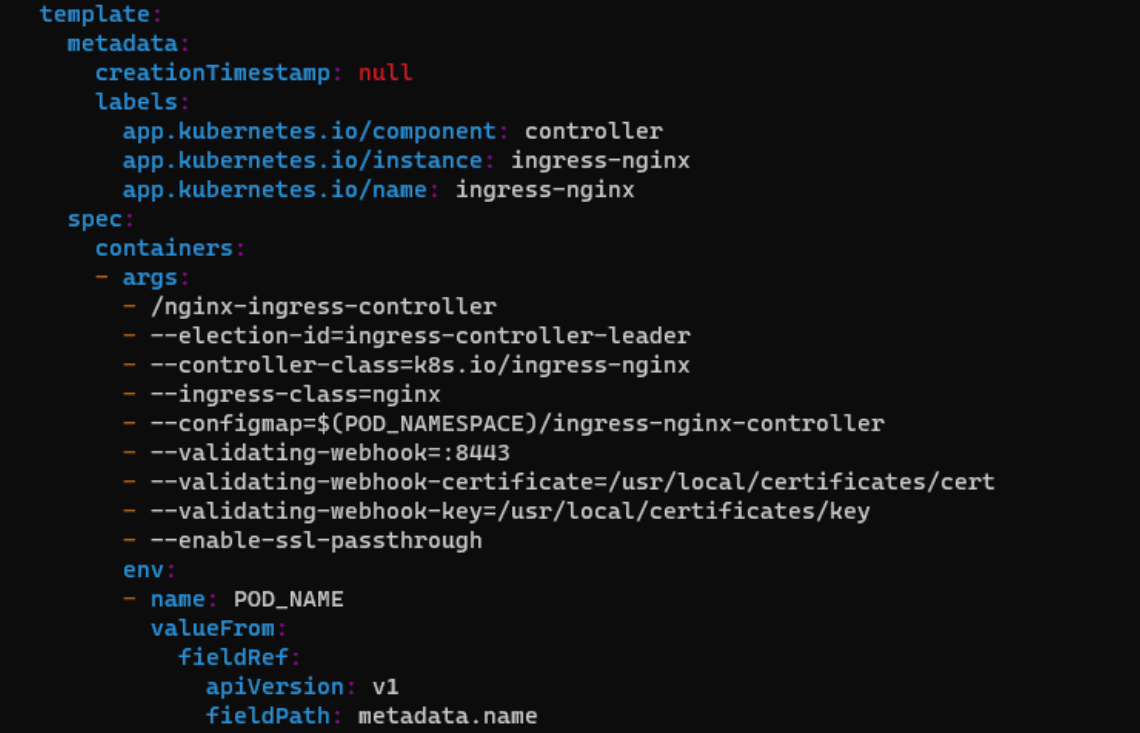 template:
  metadata:
    creationTimestamp: null
    labels:
      app.kubernetes.io/component: controller
      app.kubernetes.io/instance: ingress-nginx
      app.kubernetes.io/name: ingress-nginx
  spec:
    containers:
    - args:
      - /nginx-ingress-controller
      - --election-id=ingress-controller-leader
      - --controller-class=k8s.io/ingress-nginx
      - --ingress-class=nginx
      - --configmap=$(POD_NAMESPACE)/ingress-nginx-controller
      - --validating-webhook=:8443
      - --validating-webhook-certificate=/usr/local/certificates/cert
      - --validating-webhook-key=/usr/local/certificates/key
      - --enable-ssl-passthrough
      env:
      - name: POD_NAME
        valueFrom:
          fieldRef:
            apiVersion: v1
            fieldPath: metadata.name